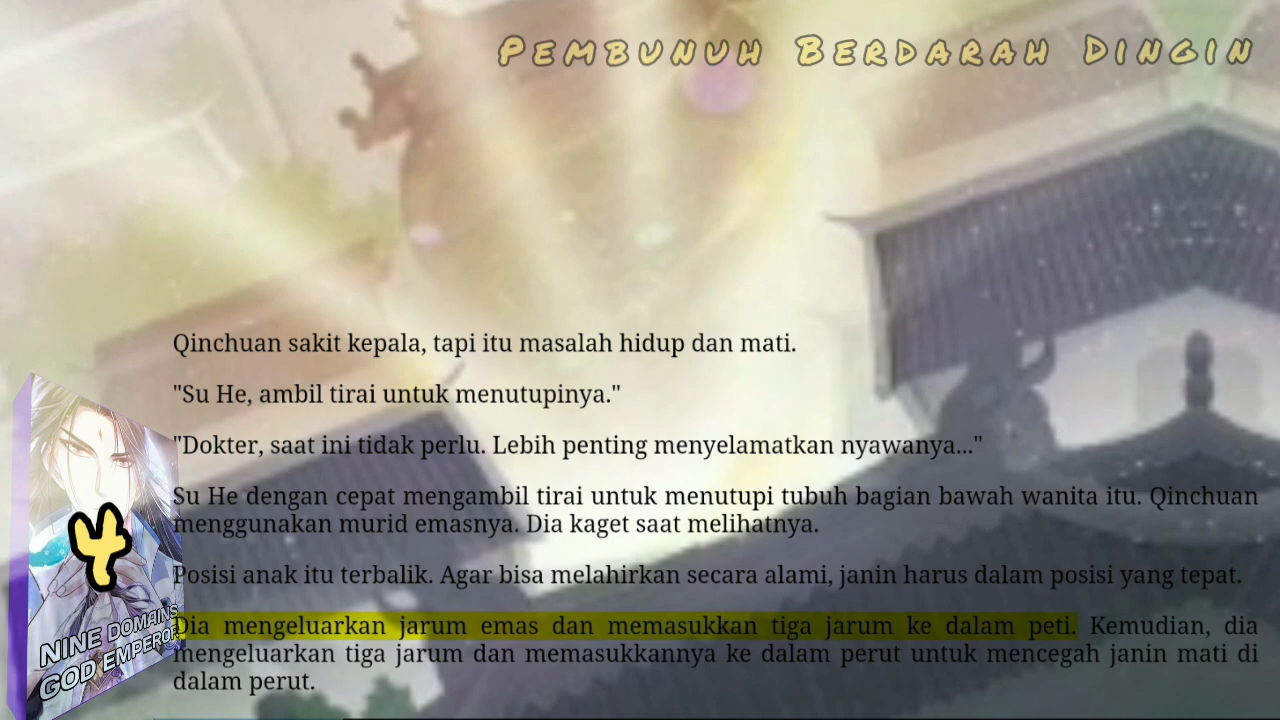 Pembunuh Berdarah Dingin
Qinchuan sakit kepala, tapi itu masalah hidup dan mati.
"Su He, ambil tirai untuk menutupinya."
"Dokter, saat ini tidak perlu. Lebih penting menyelamatkan nyawanya..."
Su He dengan cepat mengambil tirai untuk menutupi tubuh bagian bawah wanita itu. Qinchuan
menggunakan murid emasnya. Dia kaget saat melihatnya.
Posisi anak itu terbalik. Agar bisa melahirkan secara alami, janin harus dalam posisi yang tepat.
Dia mengeluarkan jarum emas dan memasukkan tiga jarum ke dalam peti. Kemudian, dia
mengeluarkan tiga jarum dan memasukkannya ke dalam perut untuk mencegah janin mati di
dalam perut.
4
NINE DOMAINS
GOD EMPEROR